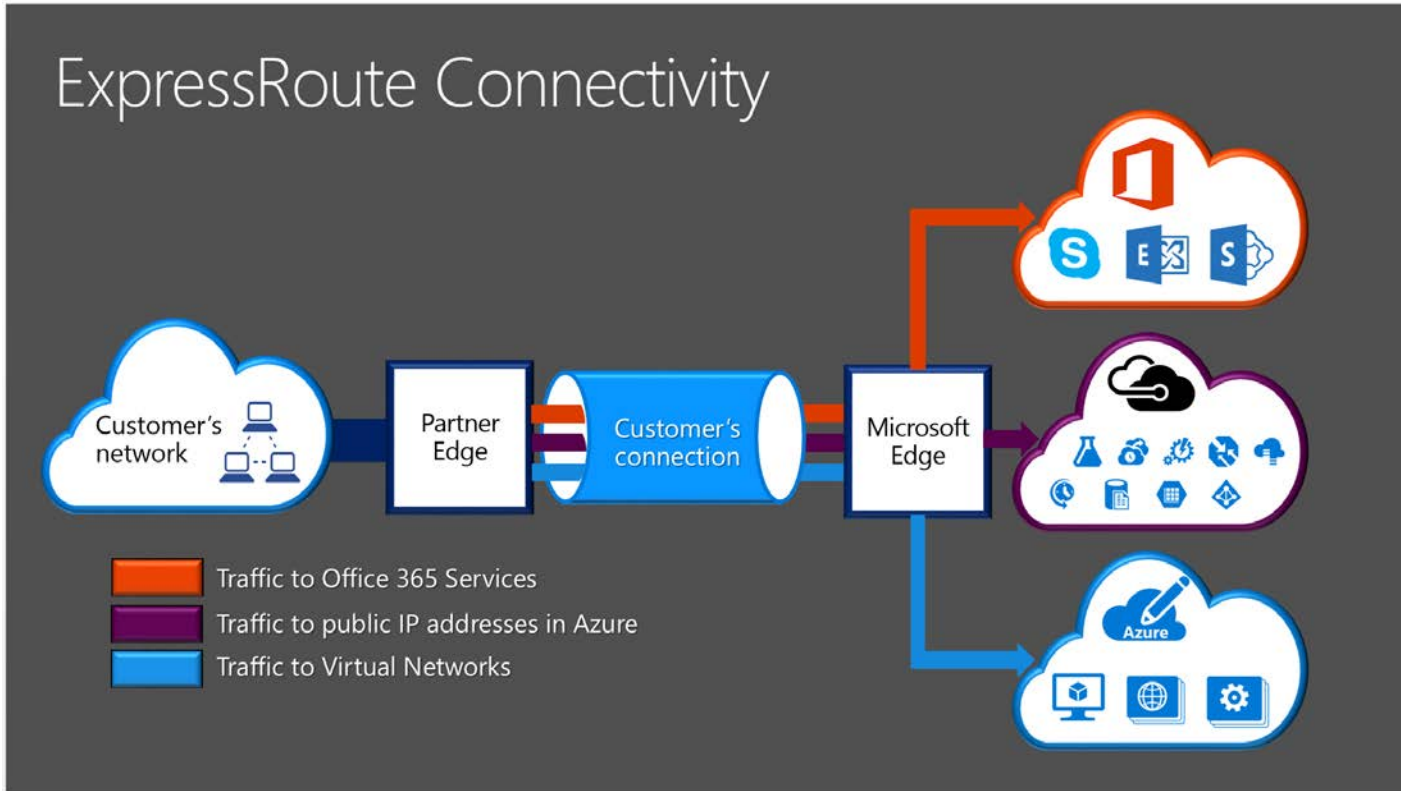 ExpressRoute Connectivity
S
E
S
Customer's
network
Partner
Edge
Customer's
connection
Microsoft
Edge
Traffic to Office 365 Services
Traffic to public IP addresses in Azure
Traffic to Virtual Networks
Azure